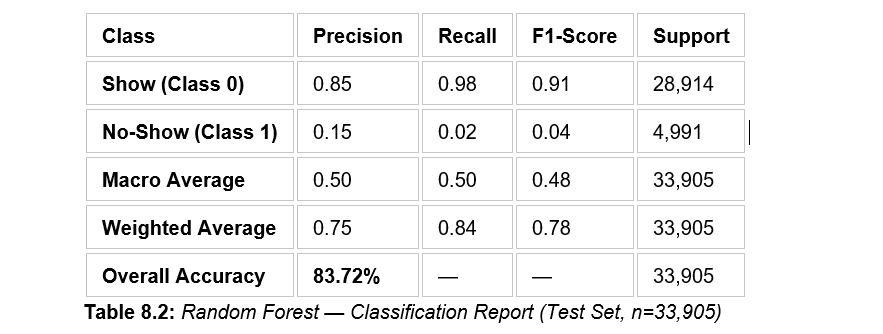 Class Precision Recall F1-Score Support
Show (Class 0) 0.85 0.98 0.91 28,914
No-Show (Class 1) 0.15 0.02 0.04 4,991
Macro Average 0.50 0.50 0.48 33,905
Weighted Average 0.75 0.84 0.78 33,905
Overall Accuracy 83.72% — — 33,905
Table 8.2: Random Forest — Classification Report (Test Set, n=33,905)